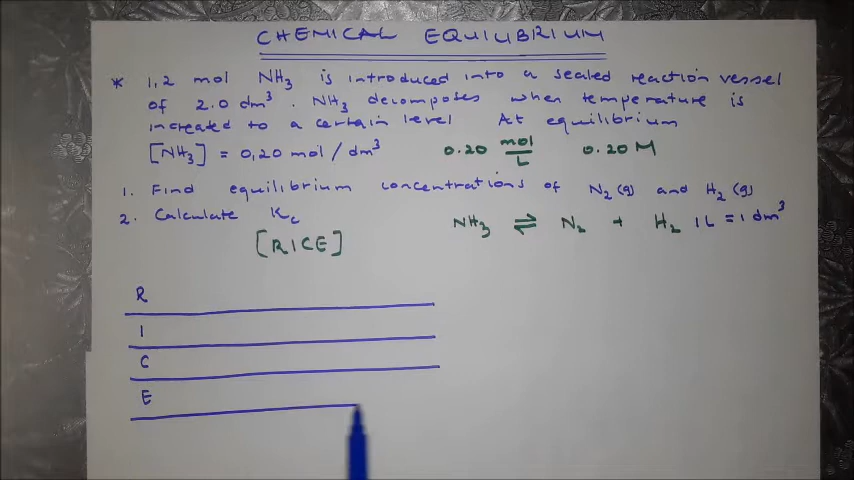 CHEMICAL EQUILIBRIUM
* 1,2 mol NH3 is introduced into a sealed reaction vessel
of 2.0 dm³. NH3 decomposes when temperature is
increased to a certain level At equilibrium
[NH3] = 0,20 mol/dm³ 0.20 mol/L 0.20 M
1. Find equilibrium concentrations of N2(g) and H2(g)
2. Calculate Kc
NH3 ⇌ N2 + H2 1L = 1 dm³
[RICE]
R
I
C
E